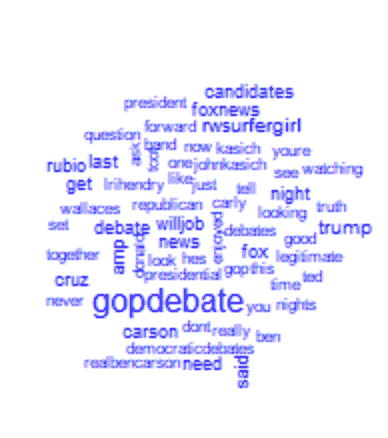 candidates
president foxnews
forward rwsurfergirl
question band now kasich youre
ask
rubio last one johnkasich see watching
get lrihendry like just tell night
wallaces republican carly looking truth
set debate willjob debates trump
amp donald news enjoyed good
together look hes fox legitimate
presidential gop this ted
cruz time
never gopdebate you nights
carson dont really ben
democraticdebates
realbencarson need said